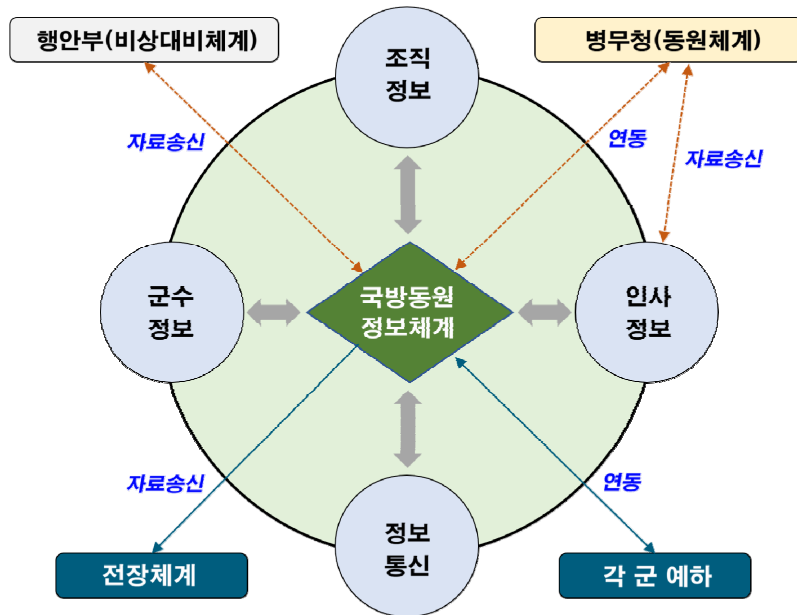 행안부(비상대비체계)
병무청(동원체계)
조직
정보
자료송신
연동
자료송신
군수
정보
국방동원
정보체계
인사
정보
자료송신
연동
정보
통신
전장체계
각 군 예하